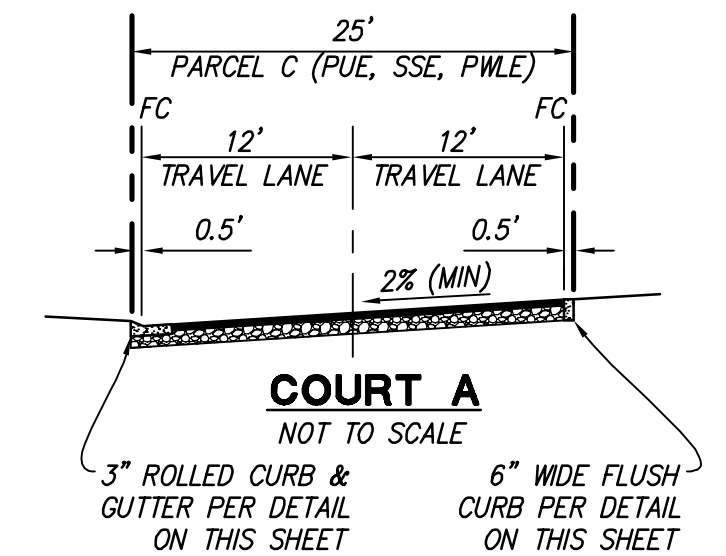 25'
PARCEL C (PUE, SSE, PWLE)
FC FC
12' 12'
TRAVEL LANE TRAVEL LANE
0.5' 0.5'
2% (MIN)
COURT A
NOT TO SCALE
3" ROLLED CURB &
GUTTER PER DETAIL
ON THIS SHEET
6" WIDE FLUSH
CURB PER DETAIL
ON THIS SHEET